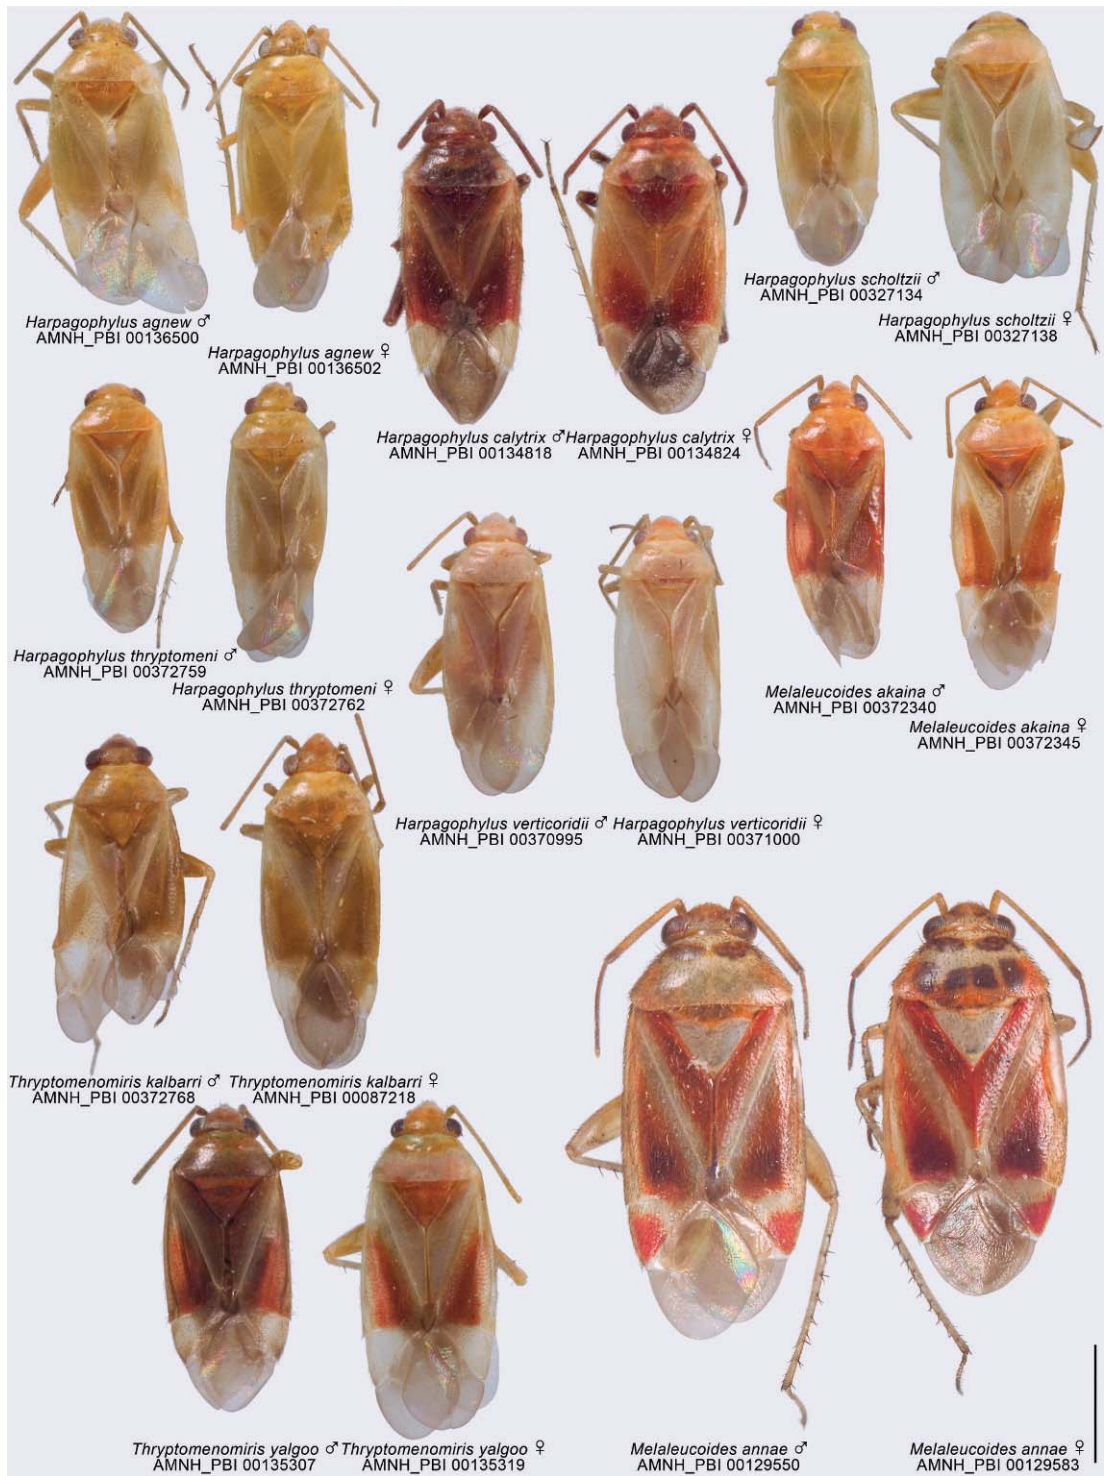 Harpagophylus agnew ♂
AMNH_PBI 00136500
Harpagophylus agnew ♀
AMNH_PBI 00136502
Harpagophylus calytrix ♂
AMNH_PBI 00134818
Harpagophylus calytrix ♀
AMNH_PBI 00134824
Harpagophylus scholtzii ♂
AMNH_PBI 00327134
Harpagophylus scholtzii ♀
AMNH_PBI 00327138
Harpagophylus thryptomeni ♂
AMNH_PBI 00372759
Harpagophylus thryptomeni ♀
AMNH_PBI 00372762
Harpagophylus verticoridii ♂
AMNH_PBI 00370995
Harpagophylus verticoridii ♀
AMNH_PBI 00371000
Melaleucoides akaina ♂
AMNH_PBI 00372340
Melaleucoides akaina ♀
AMNH_PBI 00372345
Thryptomenomiris kalbarri ♂
AMNH_PBI 00372768
Thryptomenomiris kalbarri ♀
AMNH_PBI 00087218
Thryptomenomiris yalgoo ♂
AMNH_PBI 00135307
Thryptomenomiris yalgoo ♀
AMNH_PBI 00135319
Melaleucoides annae ♂
AMNH_PBI 00129550
Melaleucoides annae ♀
AMNH_PBI 00129583